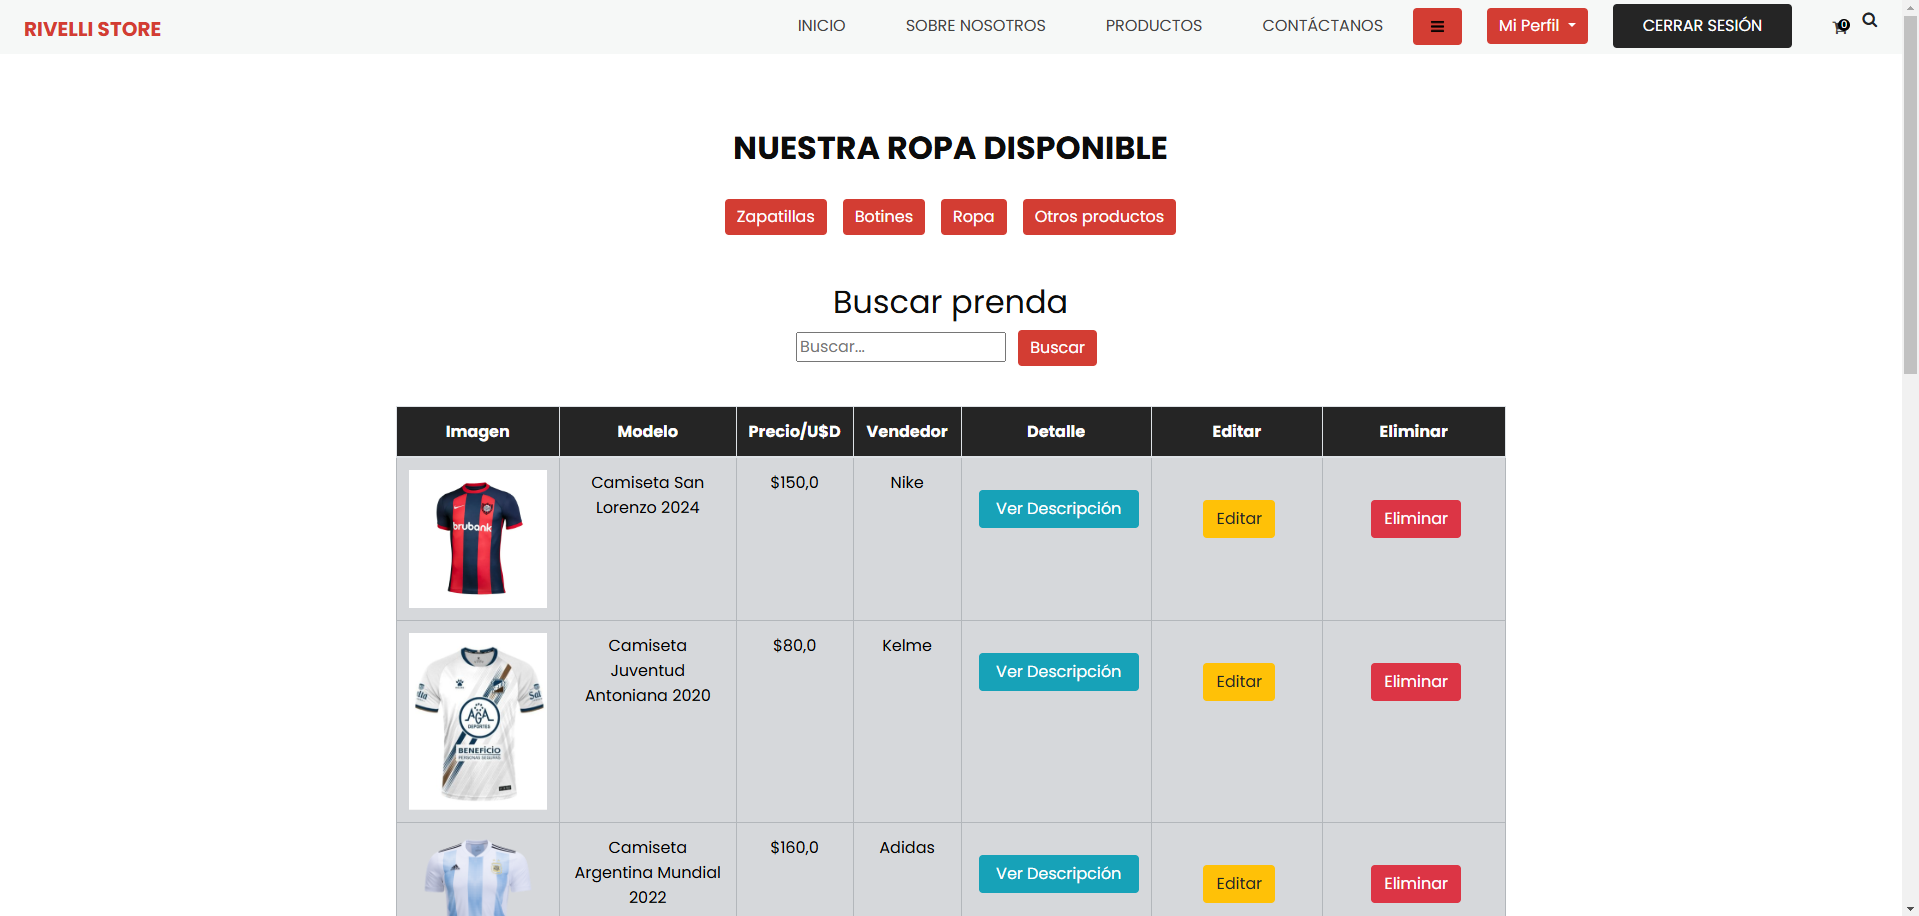 RIVELLI STORE
INICIO
SOBRE NOSOTROS
PRODUCTOS
CONTÁCTANOS
Mi Perfil
CERRAR SESIÓN
0
NUESTRA ROPA DISPONIBLE
Zapatillas
Botines
Ropa
Otros productos
Buscar prenda
Buscar...
Buscar
Imagen
Modelo
Precio/U$D
Vendedor
Detalle
Editar
Eliminar
brubank
Camiseta San
Lorenzo 2024
$150,0
Nike
Ver Descripción
Editar
Eliminar
AGA
DEPORTES
BENEFICIO
Camiseta
Juventud
Antoniana 2020
$80,0
Kelme
Ver Descripción
Editar
Eliminar
Camiseta
Argentina Mundial
2022
$160,0
Adidas
Ver Descripción
Editar
Eliminar